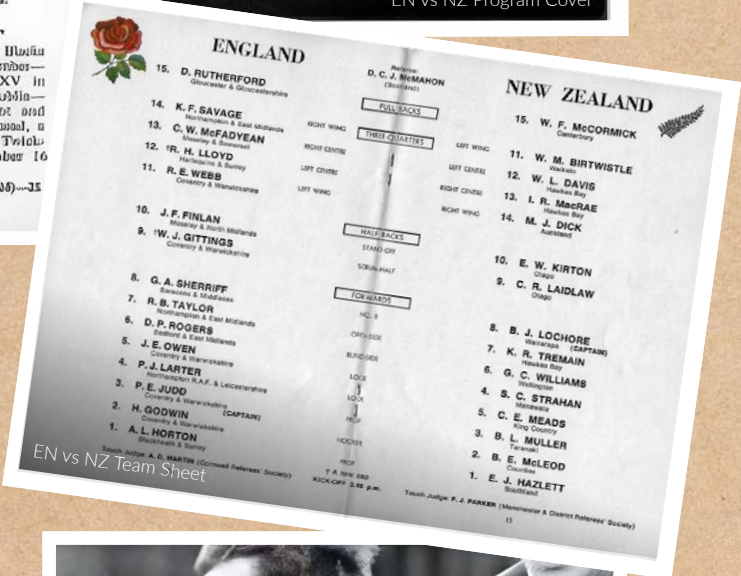 EN vs NZ Program Cover
XV in
ENGLAND
15. D. RUTHERFORD
Gloucester & Gloucestershire
14. K. F. SAVAGE
Northampton & East Midlands
13. C. W. McFADYEAN
Moseley & Somerset
12. †R. H. LLOYD
Harlequins & Surrey
11. R. E. WEBB
Coventry & Warwickshire
10. J. F. FINLAN
Moseley & North Midlands
9. †W. J. GITTINGS
Coventry & Warwickshire
8. G. A. SHERRIFF
Saracens & Middlesex
7. R. B. TAYLOR
Northampton & East Midlands
6. D. P. ROGERS
Bedford & East Midlands
5. J. E. OWEN
Coventry & Warwickshire
4. P. J. LARTER
Northampton R.A.F. & Leicestershire
3. P. E. JUDD
Coventry & Warwickshire
(CAPTAIN)
2. H. GODWIN
Coventry & Warwickshire
1. A. L. HORTON
Blackheath & Surrey
Touch Judge: A. D. MARTIN (Cornwall Referees' Society)
Referee:
D. C. J. McMAHON
(Scotland)
FULL BACKS
THREE-QUARTERS
RIGHT WING
LEFT WING
RIGHT CENTRE
LEFT CENTRE
LEFT CENTRE
RIGHT CENTRE
LEFT WING
RIGHT WING
HALF BACKS
STAND-OFF
SCRUM-HALF
FORWARDS
NO. 8
BLIND-SIDE
LOCK
LOCK
PROP
HOOKER
PROP
KICK-OFF p.m.
NEW ZEALAND
15. W. F. McCORMICK
Canterbury
11. W. M. BIRTWISTLE
Waikato
12. W. L. DAVIS
Hawkes Bay
13. I. R. MacRAE
Hawkes Bay
14. M. J. DICK
Auckland
10. E. W. KIRTON
Otago
9. C. R. LAIDLAW
Otago
8. B. J. LOCHORE
Wairarapa (CAPTAIN)
7. K. R. TREMAIN
Hawkes Bay
6. G. C. WILLIAMS
Wellington
4. S. C. STRAHAN
Manawatu
5. C. E. MEADS
King Country
3. B. L. MULLER
Taranaki
2. B. E. McLEOD
Counties
1. E. J. HAZLETT
Southland
Touch Judge: F. J. PARKER (Manchester & District Referees' Society)
EN vs NZ Team Sheet